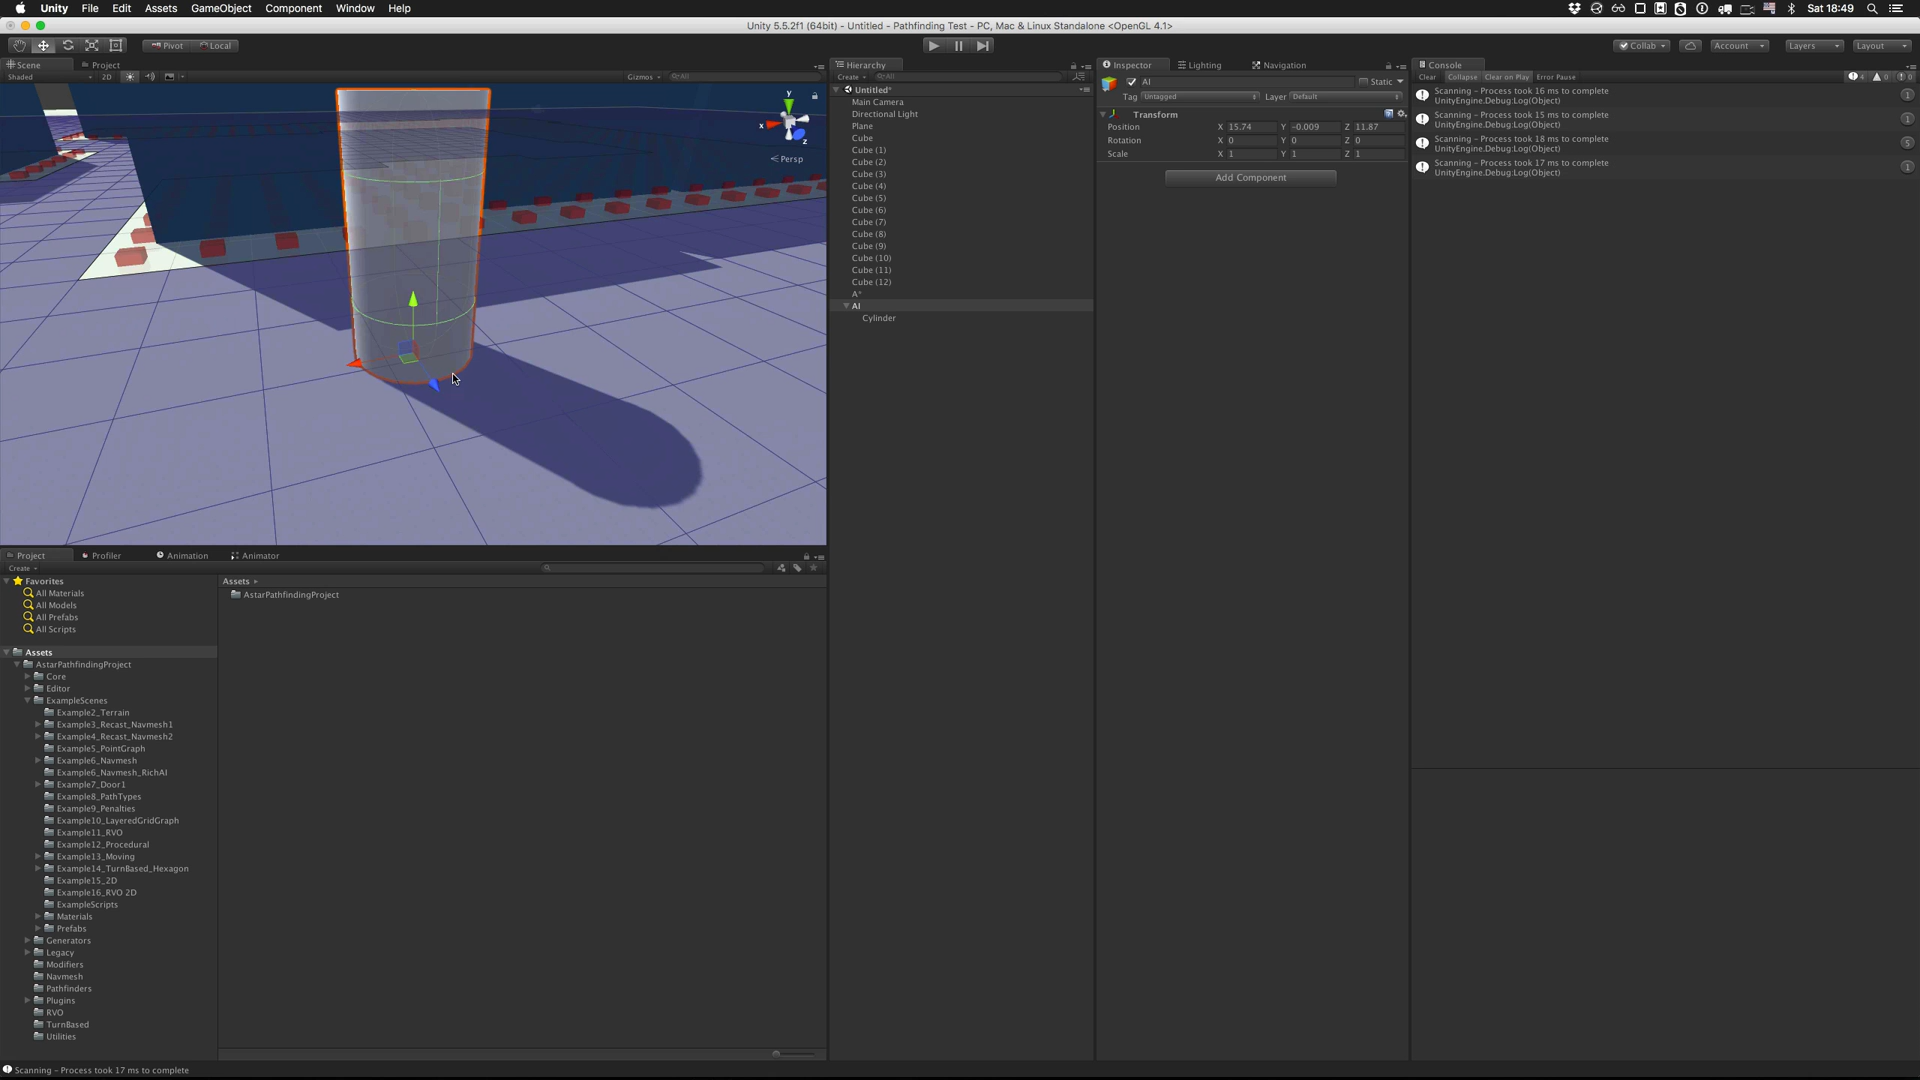 Unity File Edit Assets GameObject Component Window Help
Sat 18:49
Unity 5.5.2f1 (64bit) - Untitled - Pathfinding Test - PC, Mac & Linux Standalone <OpenGL 4.1>
Pivot Local
Collab Account Layers Layout
Scene Project
Shaded 2D Gizmos All
y
x
z
Persp
Project Profiler Animation Animator
Create
Favorites
All Materials
All Models
All Prefabs
All Scripts
Assets
AstarPathfindingProject
Core
Editor
ExampleScenes
Example2_Terrain
Example3_Recast_Navmesh1
Example4_Recast_Navmesh2
Example5_PointGraph
Example6_Navmesh
Example6_Navmesh_RichAI
Example7_Door1
Example8_PathTypes
Example9_Penalties
Example10_LayeredGridGraph
Example11_RVO
Example12_Procedural
Example13_Moving
Example14_TurnBased_Hexagon
Example15_2D
Example16_RVO 2D
ExampleScripts
Materials
Prefabs
Generators
Legacy
Modifiers
Navmesh
Pathfinders
Plugins
RVO
TurnBased
Utilities
Assets
AstarPathfindingProject
Scanning - Process took 17 ms to complete
Hierarchy
Create All
Untitled*
Main Camera
Directional Light
Plane
Cube
Cube (1)
Cube (2)
Cube (3)
Cube (4)
Cube (5)
Cube (6)
Cube (7)
Cube (8)
Cube (9)
Cube (10)
Cube (11)
Cube (12)
A*
AI
Cylinder
Inspector Lighting Navigation
AI Static
Tag Untagged Layer Default
Transform
Position X 15.74 Y -0.009 Z 11.87
Rotation X 0 Y 0 Z 0
Scale X 1 Y 1 Z 1
Add Component
Console
Clear Collapse Clear on Play Error Pause 4 0 0
Scanning - Process took 16 ms to complete
UnityEngine.Debug:Log(Object)
1
Scanning - Process took 15 ms to complete
UnityEngine.Debug:Log(Object)
1
Scanning - Process took 18 ms to complete
UnityEngine.Debug:Log(Object)
5
Scanning - Process took 17 ms to complete
UnityEngine.Debug:Log(Object)
1